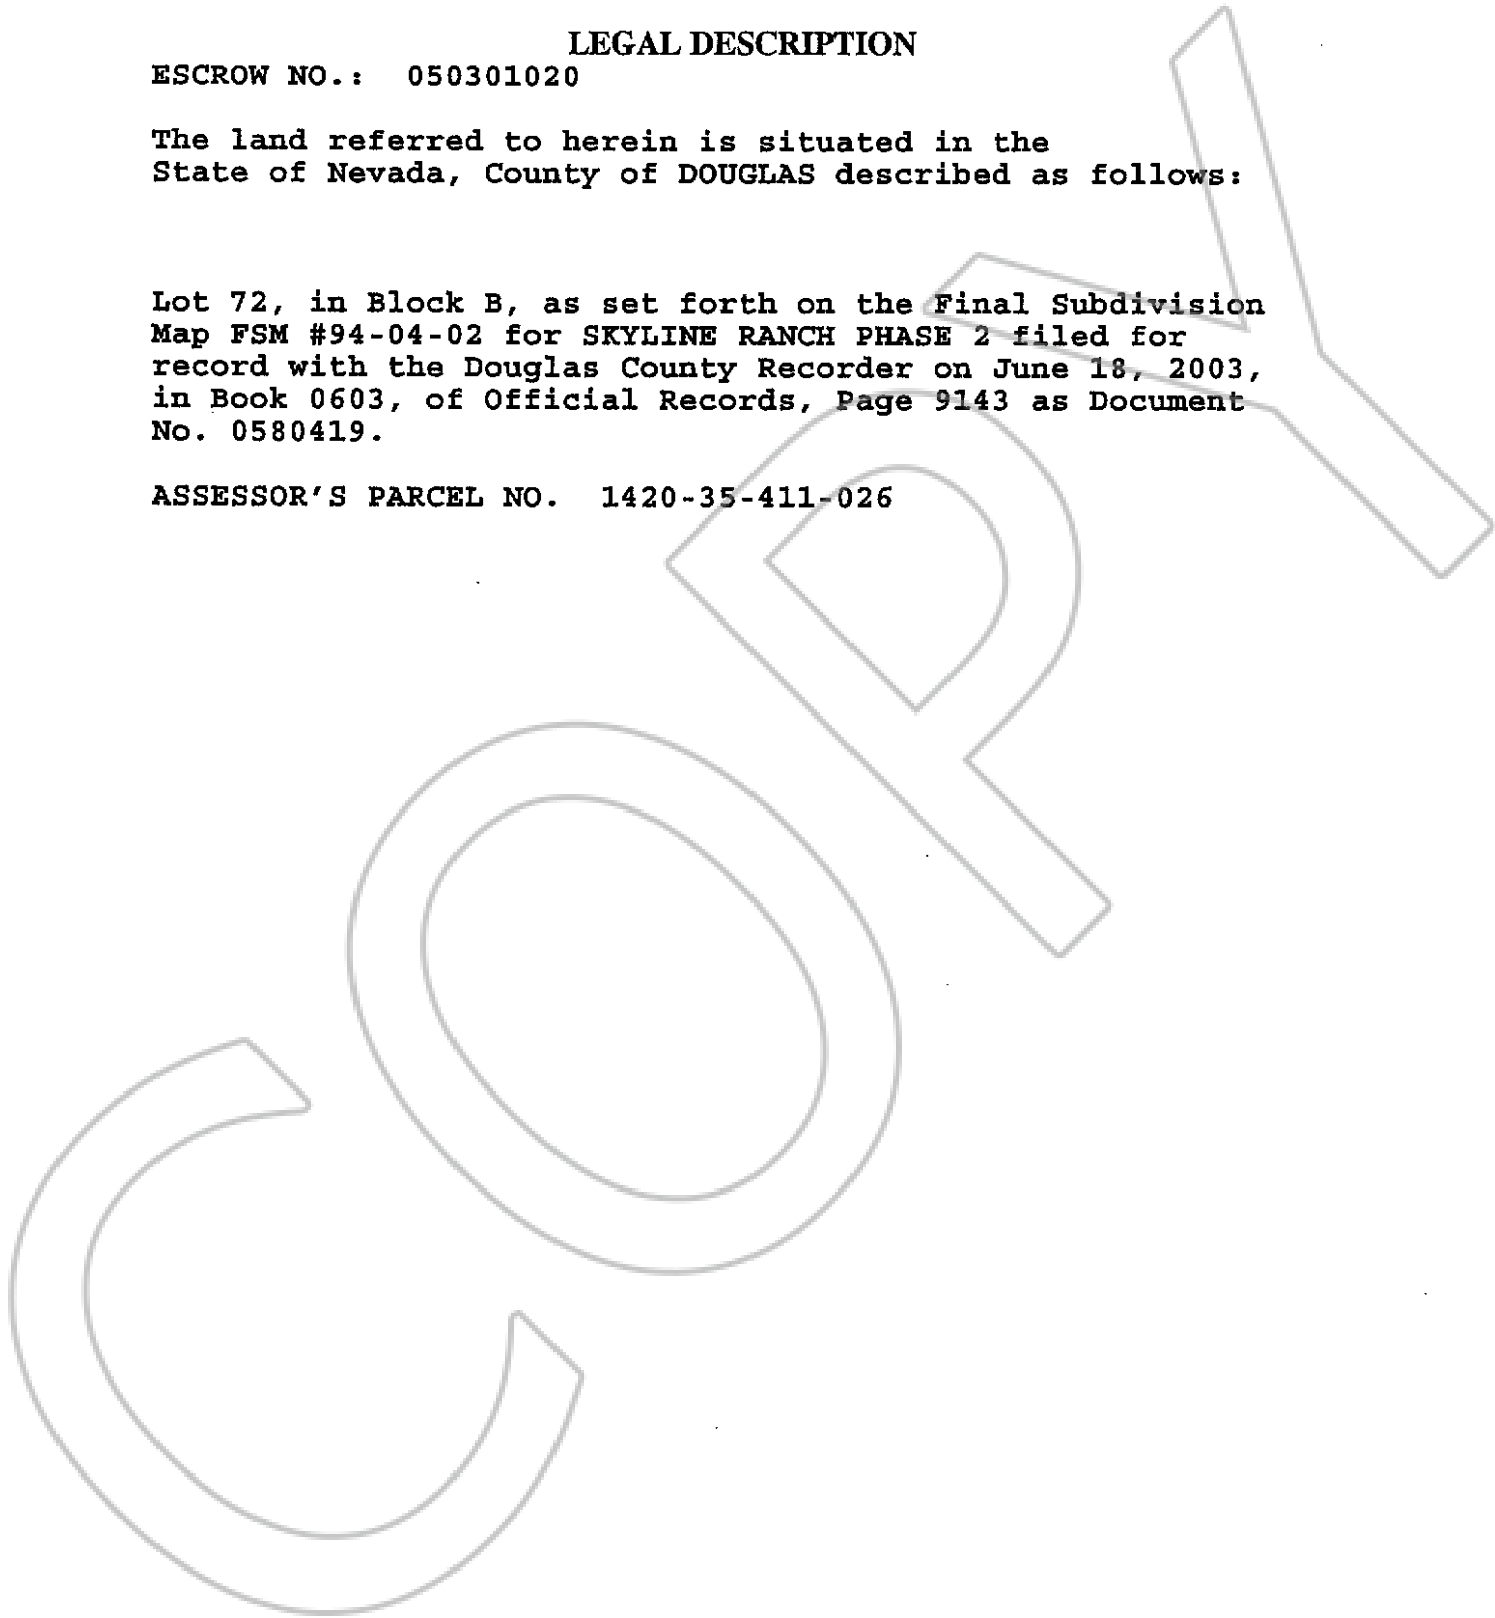 LEGAL DESCRIPTION
ESCROW NO.: 050301020
The land referred to herein is situated in the
State of Nevada, County of DOUGLAS described as follows:
Lot 72, in Block B, as set forth on the Final Subdivision
Map FSM #94-04-02 for SKYLINE RANCH PHASE 2 filed for
record with the Douglas County Recorder on June 18, 2003,
in Book 0603, of Official Records, Page 9143 as Document
No. 0580419.
ASSESSOR'S PARCEL NO. 1420-35-411-026
COPY